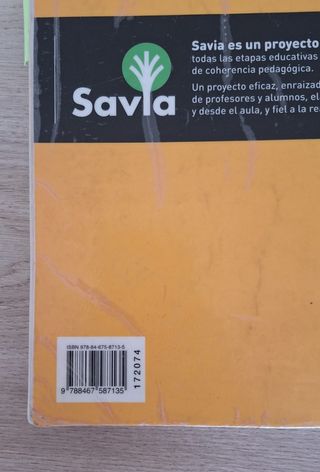 Savia es un proyecto
todas las etapas educativas
de coherencia pedagógica.
Un proyecto eficaz, enraizad
de profesores y alumnos, el
y desde el aula, y fiel a la rea
Savia
ISBN 978-84-675-8713-5
9 788467 587135
172074